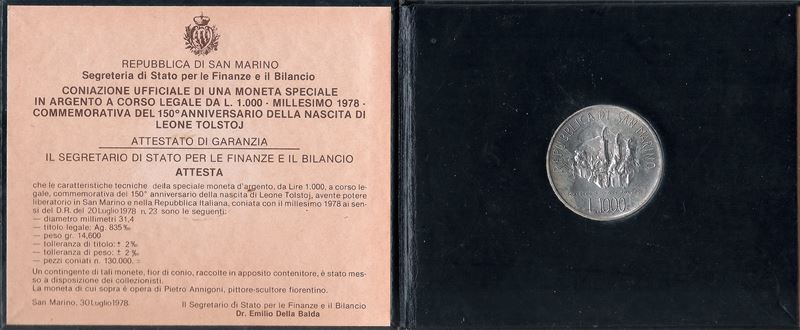 REPUBBLICA DI SAN MARINO
Segreteria di Stato per le Finanze e il Bilancio
CONIAZIONE UFFICIALE DI UNA MONETA SPECIALE
IN ARGENTO A CORSO LEGALE DA L. 1.000 - MILLESIMO 1978 -
COMMEMORATIVA DEL 150° ANNIVERSARIO DELLA NASCITA DI
LEONE TOLSTOJ
ATTESTATO DI GARANZIA
IL SEGRETARIO DI STATO PER LE FINANZE E IL BILANCIO
ATTESTA
che le caratteristiche tecniche della speciale moneta d'argento, da Lire 1.000, a corso le-
gale, commemorativa del 150° anniversario della nascita di Leone Tolstoj, avente potere
liberatorio in San Marino e nella Repubblica Italiana, coniata con il millesimo 1978 ai sen-
si del D.R. del 20 Luglio 1978 n. 23 sono le seguenti:
— diametro millimetri 31,4
— titolo legale: Ag. 835‰
— peso gr. 14,600
— tolleranza di titolo: ± 2‰
— tolleranza di peso: ± 2‰
— pezzi coniati n. 130.000. =
Un contingente di tali monete, fior di conio, raccolte in apposito contenitore, è stato mes-
so a disposizione dei collezionisti.
La moneta di cui sopra è opera di Pietro Annigoni, pittore-scultore fiorentino.
San Marino, 30 Luglio 1978.
Il Segretario di Stato per le Finanze e il Bilancio
Dr. Emilio Della Balda
REPUBBLICA DI SAN MARINO
L.1000